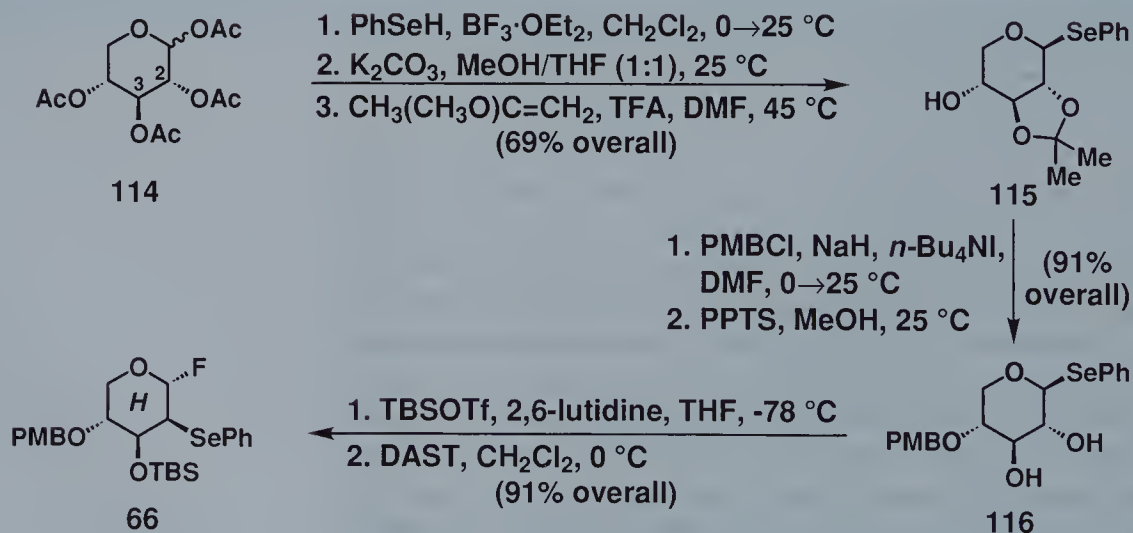 1. PhSeH, BF₃·OEt₂, CH₂Cl₂, 0→25 °C
2. K₂CO₃, MeOH/THF (1:1), 25 °C
3. CH₃(CH₃O)C=CH₂, TFA, DMF, 45 °C
(69% overall)
O
OAc
2
3
AcO
OAc
OAc
114
O
SePh
HO
O
O
Me
Me
115
1. PMBCl, NaH, n-Bu₄NI,
DMF, 0→25 °C
2. PPTS, MeOH, 25 °C
(91%
overall)
O
SePh
PMBO
OH
OH
116
1. TBSOTf, 2,6-lutidine, THF, -78 °C
2. DAST, CH₂Cl₂, 0 °C
(91% overall)
O
F
H
PMBO
SePh
OTBS
66